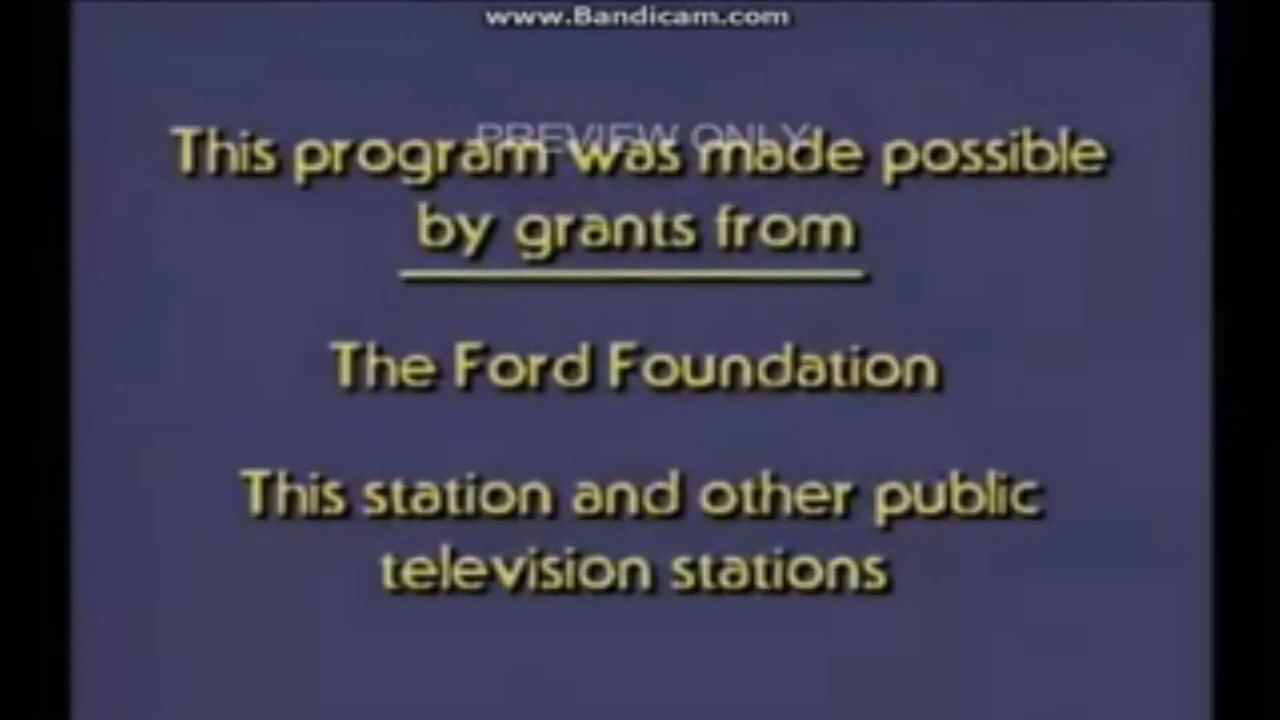 www.Bandicam.com
PREVIEW ONLY
This program was made possible
by grants from
The Ford Foundation
This station and other public
television stations